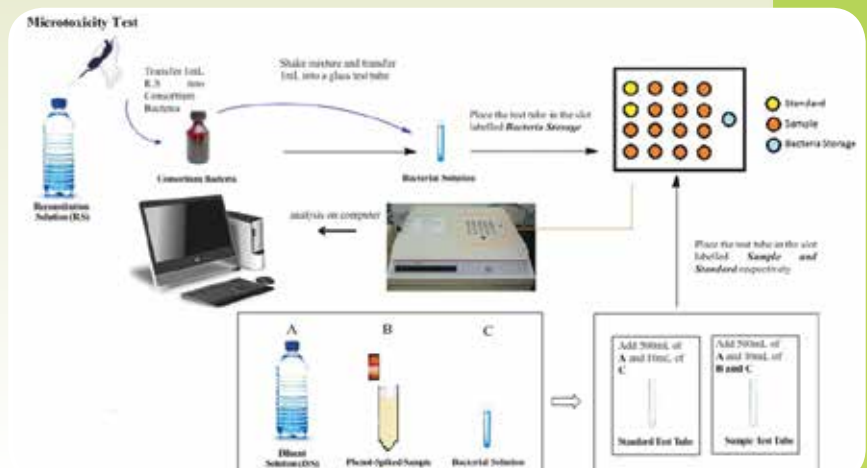 Microtoxicity Test
Transfer 1mL
R.S into
Consortium
Bacteria
Shake mixture and transfer
1mL into a glass test tube
Place the test tube in the slot
labelled Bacteria Storage
Standard
Sample
Bacteria Storage
Reconstitution
Solution (R.S)
Consortium Bacteria
Bacterial Solution
analysis on computer
Place the test tube in the slot
labelled Sample and
Standard respectively
A
B
C
Diluent
Solution (D.S)
Phenol-Spiked Sample
Bacterial Solution
Add 500mL of
A and 10mL of
C
Standard Test Tube
Add 500mL of
A and 10mL of
B and C
Sample Test Tube